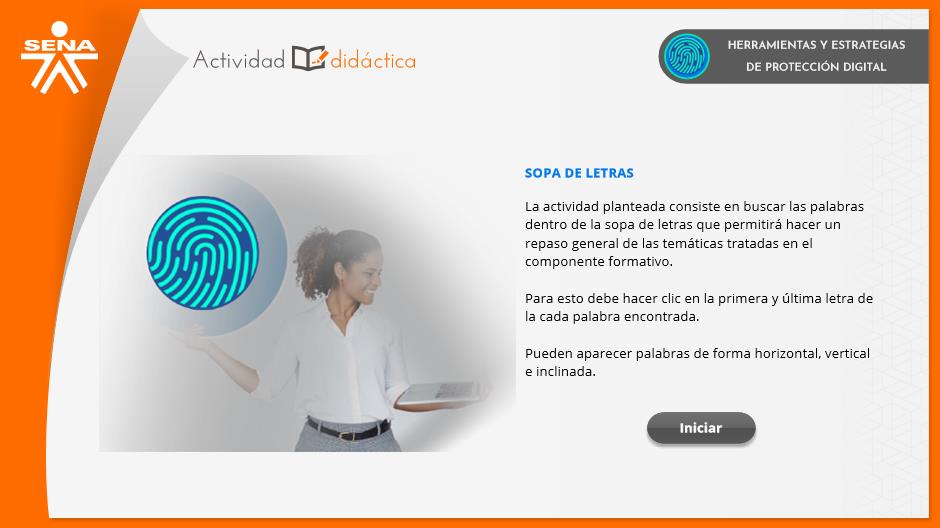 SENA
Actividad didáctica
HERRAMIENTAS Y ESTRATEGIAS
DE PROTECCIÓN DIGITAL
SOPA DE LETRAS
La actividad planteada consiste en buscar las palabras
dentro de la sopa de letras que permitirá hacer un
repaso general de las temáticas tratadas en el
componente formativo.
Para esto debe hacer clic en la primera y última letra de
la cada palabra encontrada.
Pueden aparecer palabras de forma horizontal, vertical
e inclinada.
Iniciar